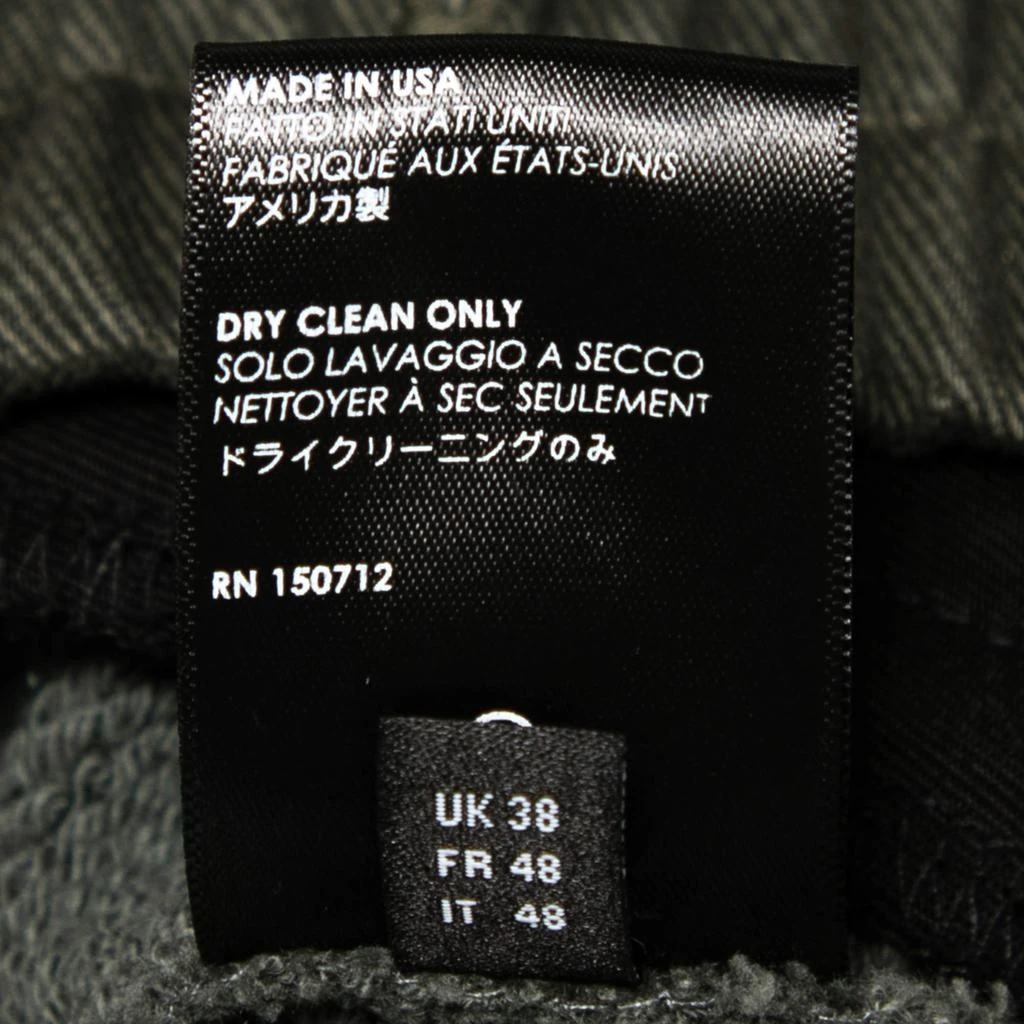 MADE IN USA
FATTO IN STATI UNITI
FABRIQUÉ AUX ÉTATS-UNIS
アメリカ製
DRY CLEAN ONLY
SOLO LAVAGGIO A SECCO
NETTOYER À SEC SEULEMENT
ドライクリーニングのみ
RN 150712
UK 38
FR 48
IT 48